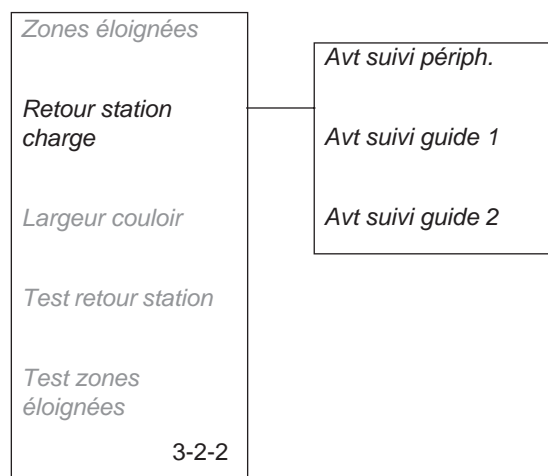 Zones éloignées
Retour station
charge
Largeur couloir
Test retour station
Test zones
éloignées
3-2-2
Avt suivi périph.
Avt suivi guide 1
Avt suivi guide 2